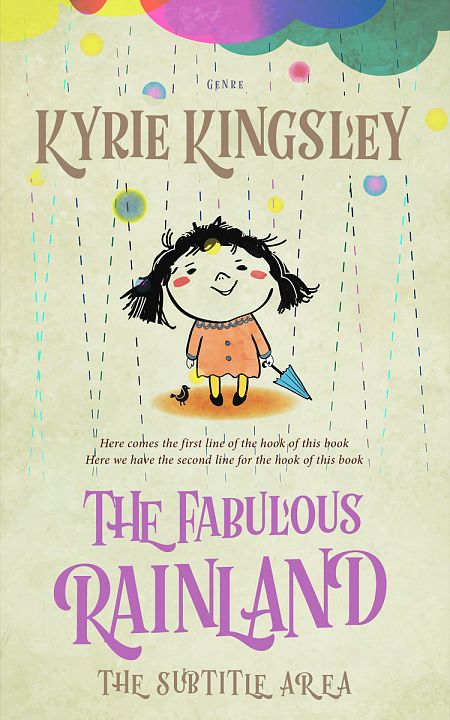 GENRE
KYRIE KINGSLEY
Here comes the first line of the hook of this book
Here we have the second line for the hook of this book
THE FABULOUS
RAINLAND
THE SUBTITLE AREA